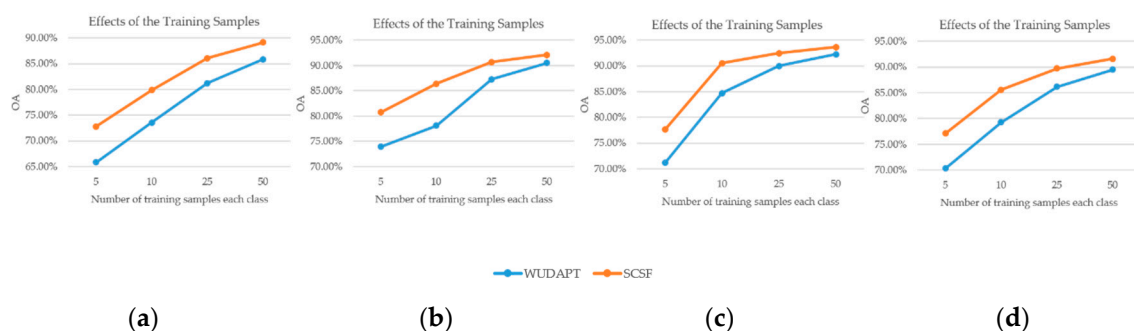 Effects of the Training Samples
90.00%
85.00%
80.00%
75.00%
70.00%
65.00%
OA
5 10 25 50
Number of training samples each class
Effects of the Training Samples
95.00%
90.00%
85.00%
80.00%
75.00%
70.00%
OA
5 10 25 50
Number of training samples each class
Effects of the Training Samples
95.00%
90.00%
85.00%
80.00%
75.00%
70.00%
OA
5 10 25 50
Number of training samples each class
Effects of the Training Samples
95.00%
90.00%
85.00%
80.00%
75.00%
70.00%
OA
5 10 25 50
Number of training samples each class
WUDAPT SCSF
(a) (b) (c) (d)